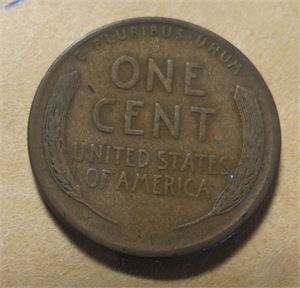 E·PLURIBUS·UNUM
ONE
CENT
UNITED STATES
OF AMERICA